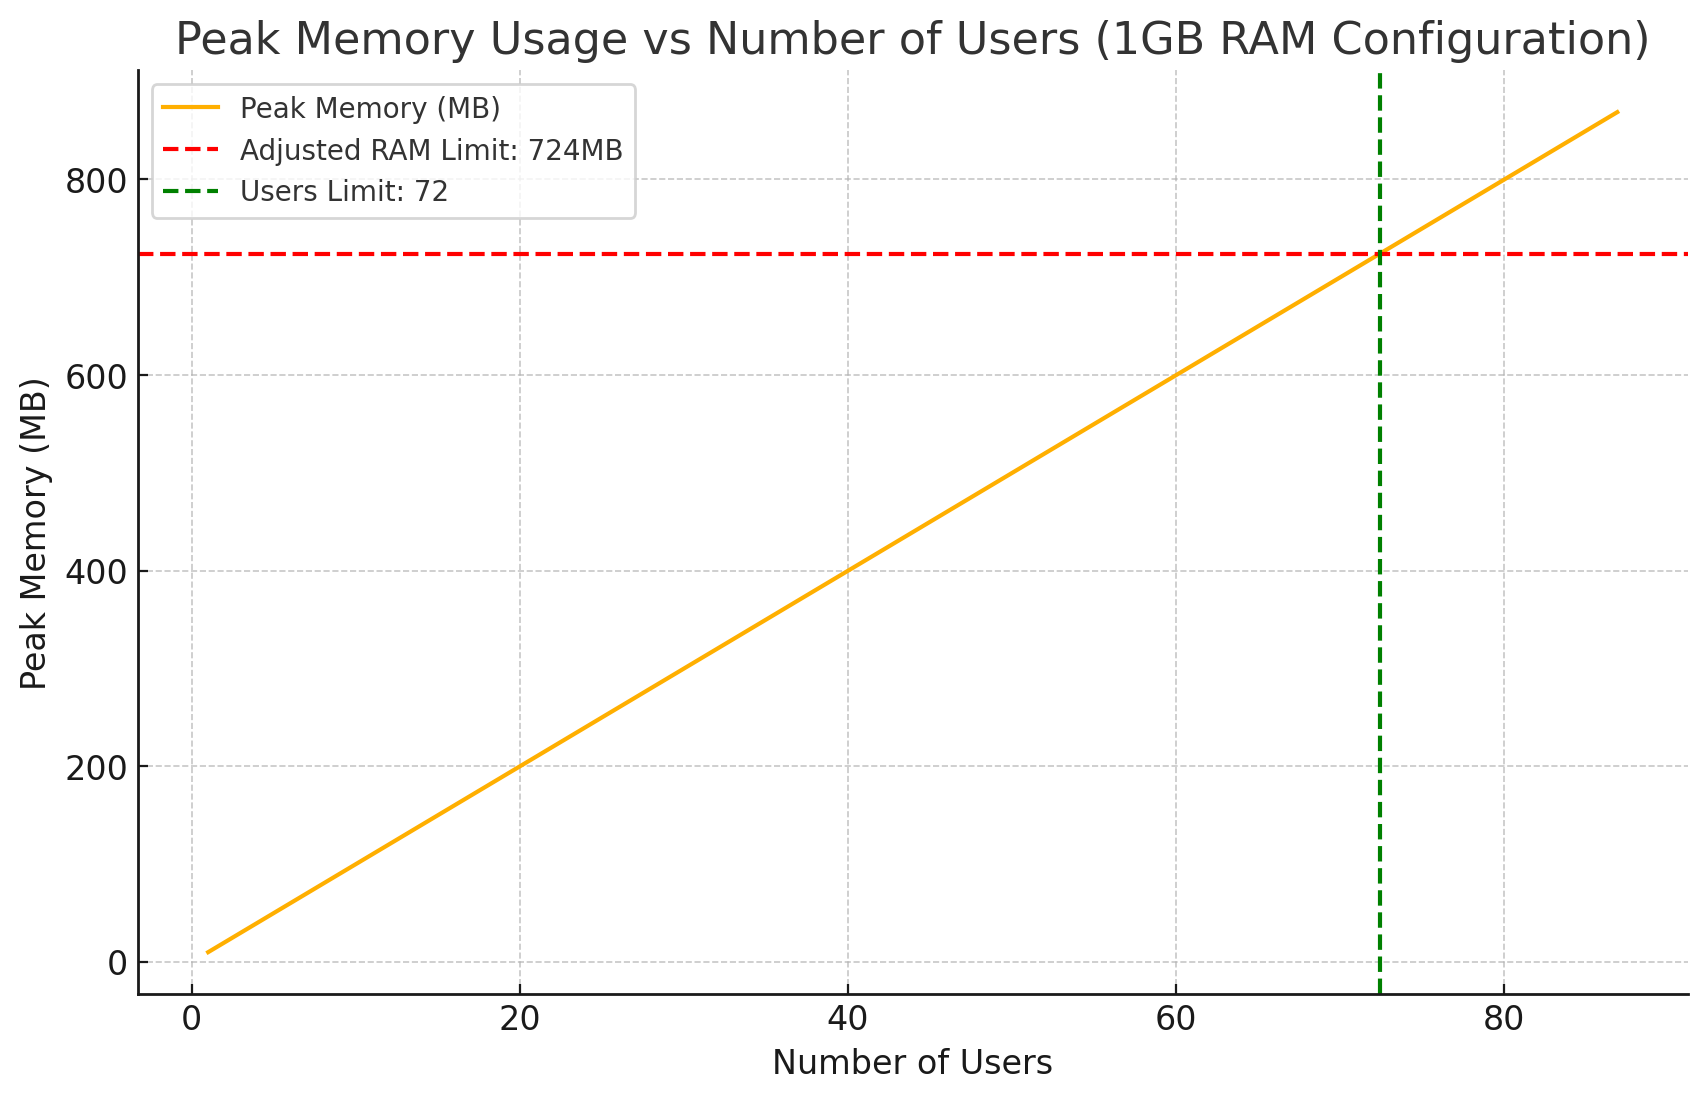 Peak Memory Usage vs Number of Users (1GB RAM Configuration)
Peak Memory (MB)
Adjusted RAM Limit: 724MB
Users Limit: 72
Peak Memory (MB)
800
600
400
200
0
0 20 40 60 80
Number of Users